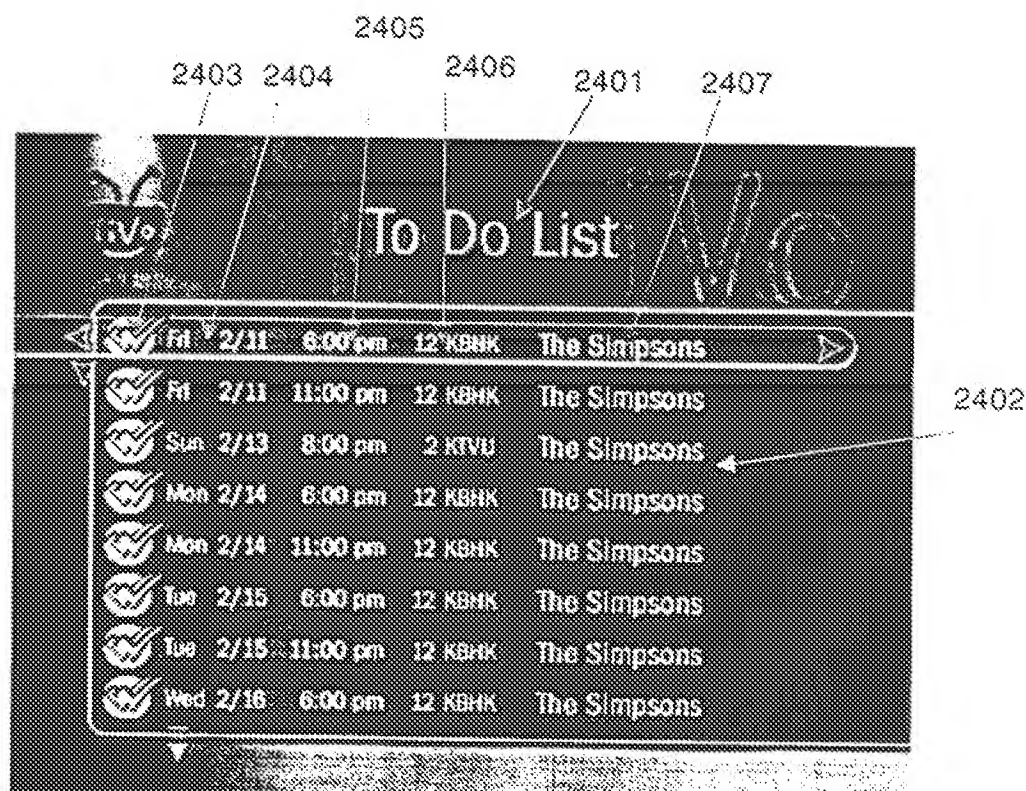 2405
2403 2404 2406 2401 2407
iVo
To Do List
Fri 2/11 6:00 pm 12 KBHK The Simpsons
Fri 2/11 11:00 pm 12 KBHK The Simpsons
2402
Sun 2/13 8:00 pm 2 KTVU The Simpsons
Mon 2/14 6:00 pm 12 KBHK The Simpsons
Mon 2/14 11:00 pm 12 KBHK The Simpsons
Tue 2/15 6:00 pm 12 KBHK The Simpsons
Tue 2/15 11:00 pm 12 KBHK The Simpsons
Wed 2/16 6:00 pm 12 KBHK The Simpsons